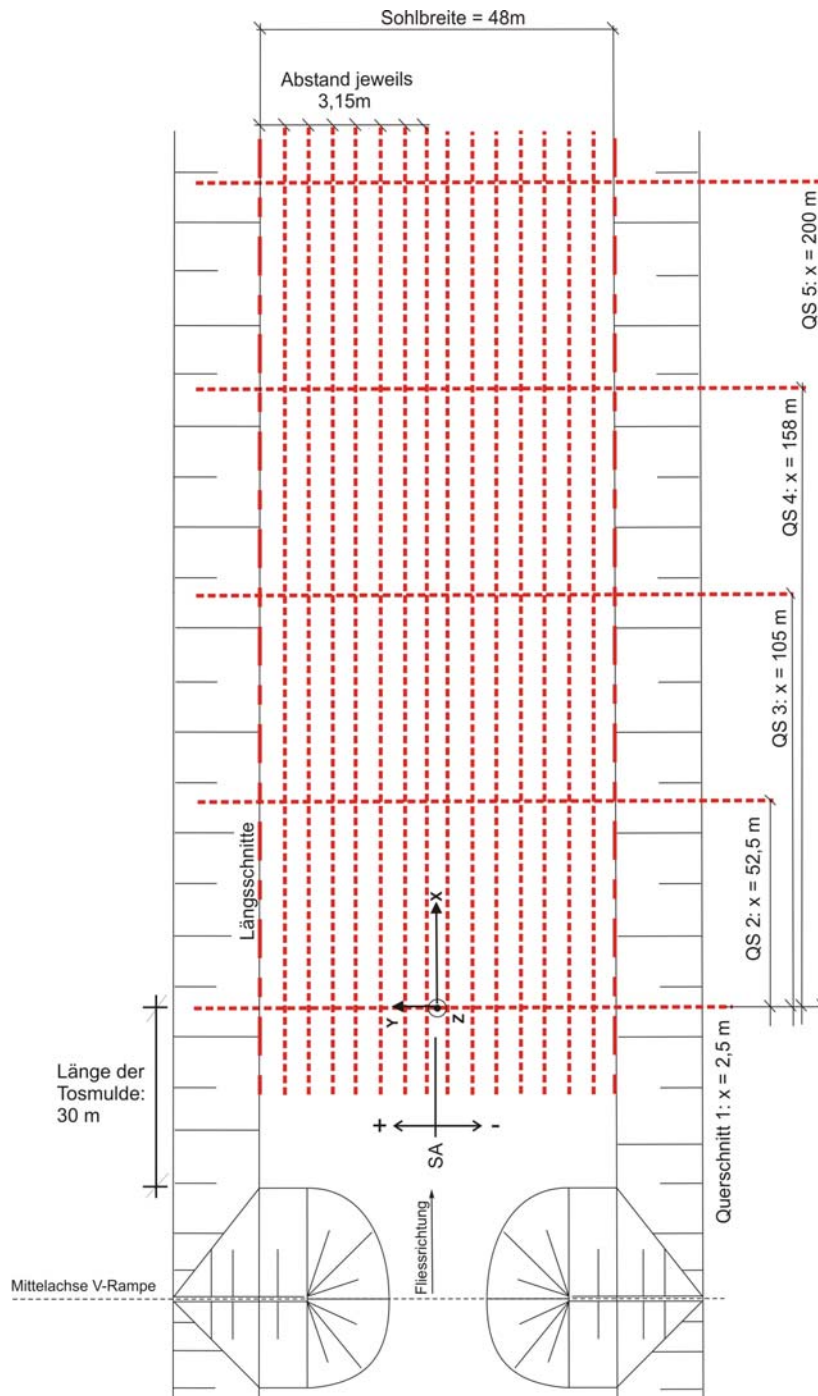 Sohlbreite = 48m
Abstand jeweils
3,15m
QS 5: x = 200 m
QS 4: x = 158 m
QS 3: x = 105 m
QS 2: x = 52,5 m
Längsschnitte
X
Y
Z
Querschnitt 1: x = 2,5 m
Länge der
Tosmulde:
30 m
+
-
SA
Fliessrichtung
Mittelachse V-Rampe